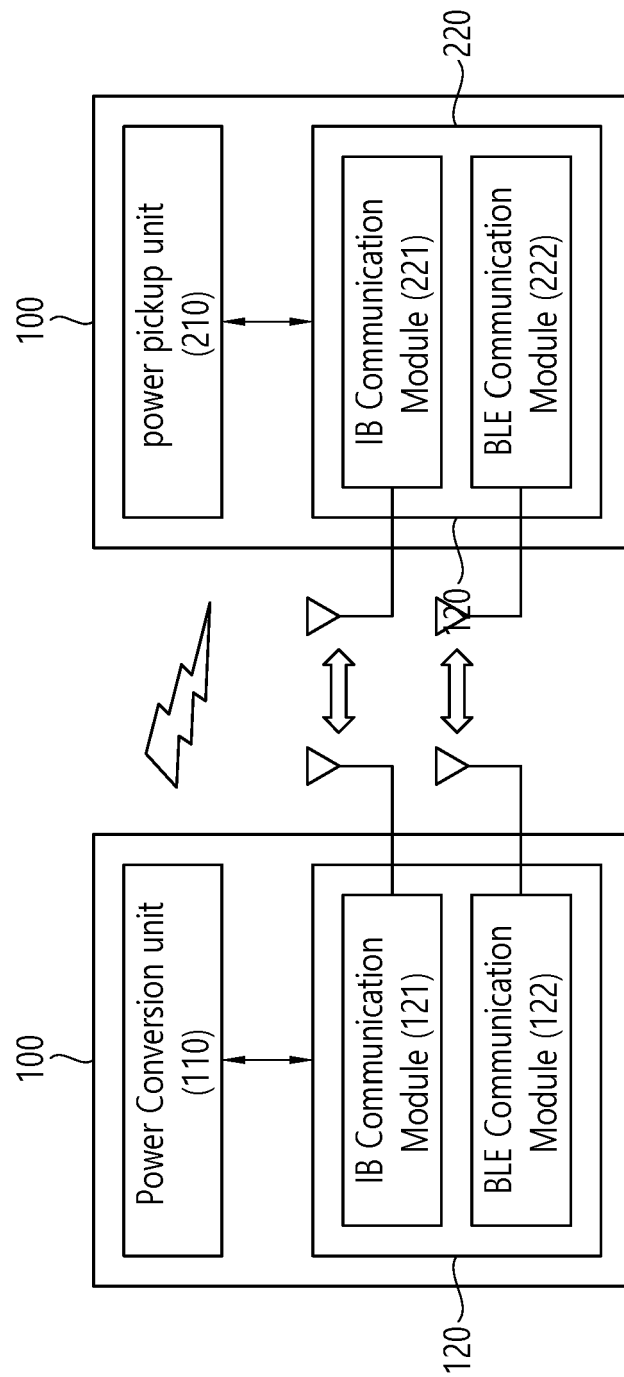 100
Power Conversion unit
(110)
IB Communication
Module (121)
BLE Communication
Module (122)
120
100
power pickup unit
(210)
IB Communication
Module (221)
BLE Communication
Module (222)
120
220